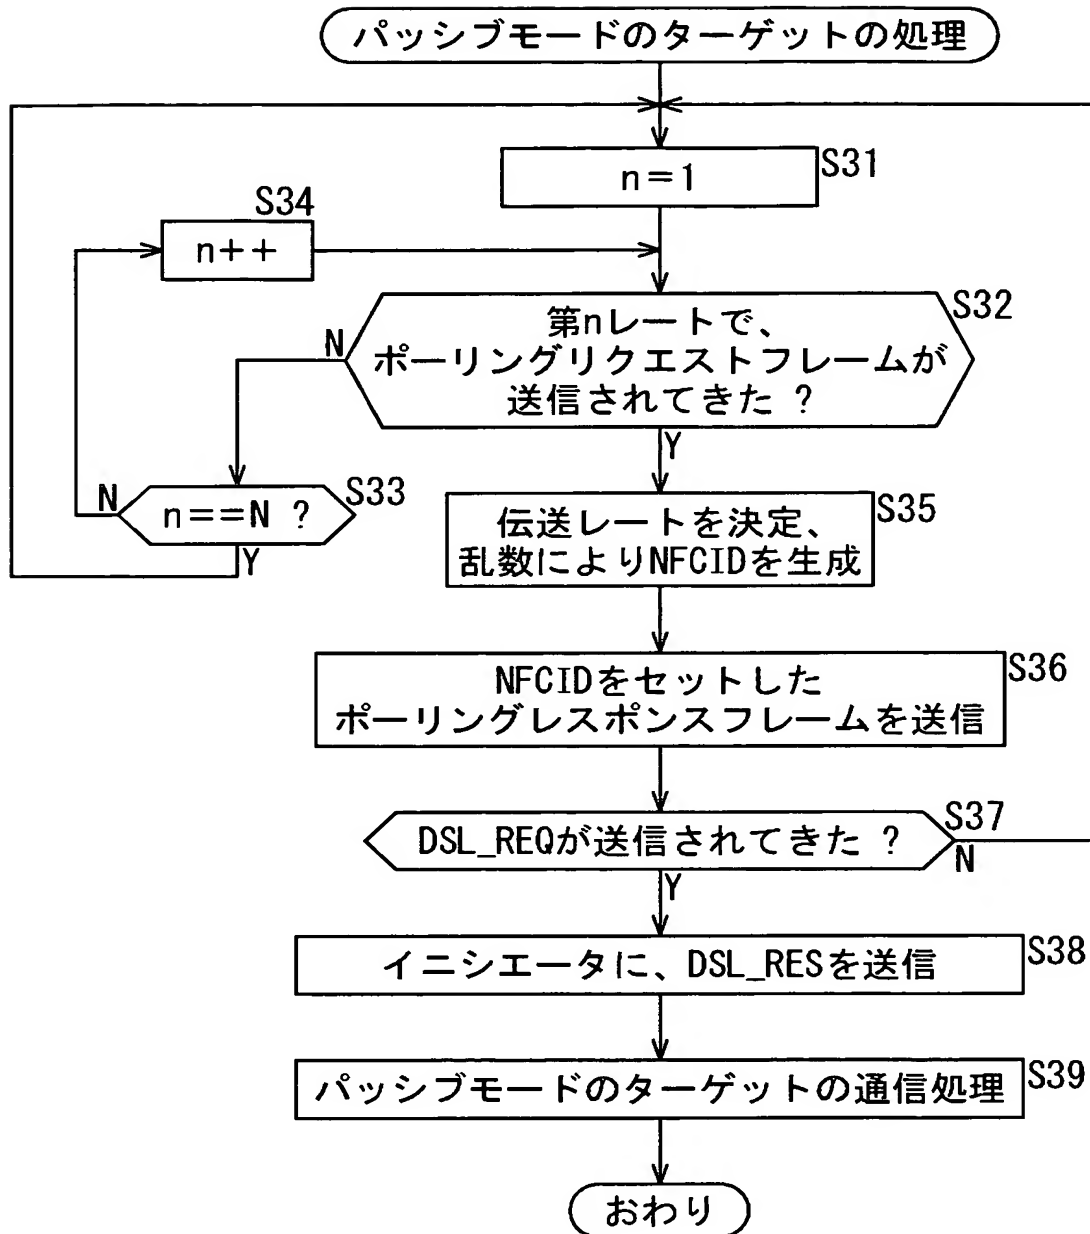 パッシブモードのターゲットの処理
n=1
S31
S34
n++
第nレートで、
ポーリングリクエストフレームが
送信されてきた ?
S32
N
Y
n==N ?
S33
N
Y
伝送レートを決定、
乱数によりNFCIDを生成
S35
NFCIDをセットした
ポーリングレスポンスフレームを送信
S36
DSL_REQが送信されてきた ?
S37
N
Y
イニシエータに、DSL_RESを送信
S38
パッシブモードのターゲットの通信処理
S39
おわり